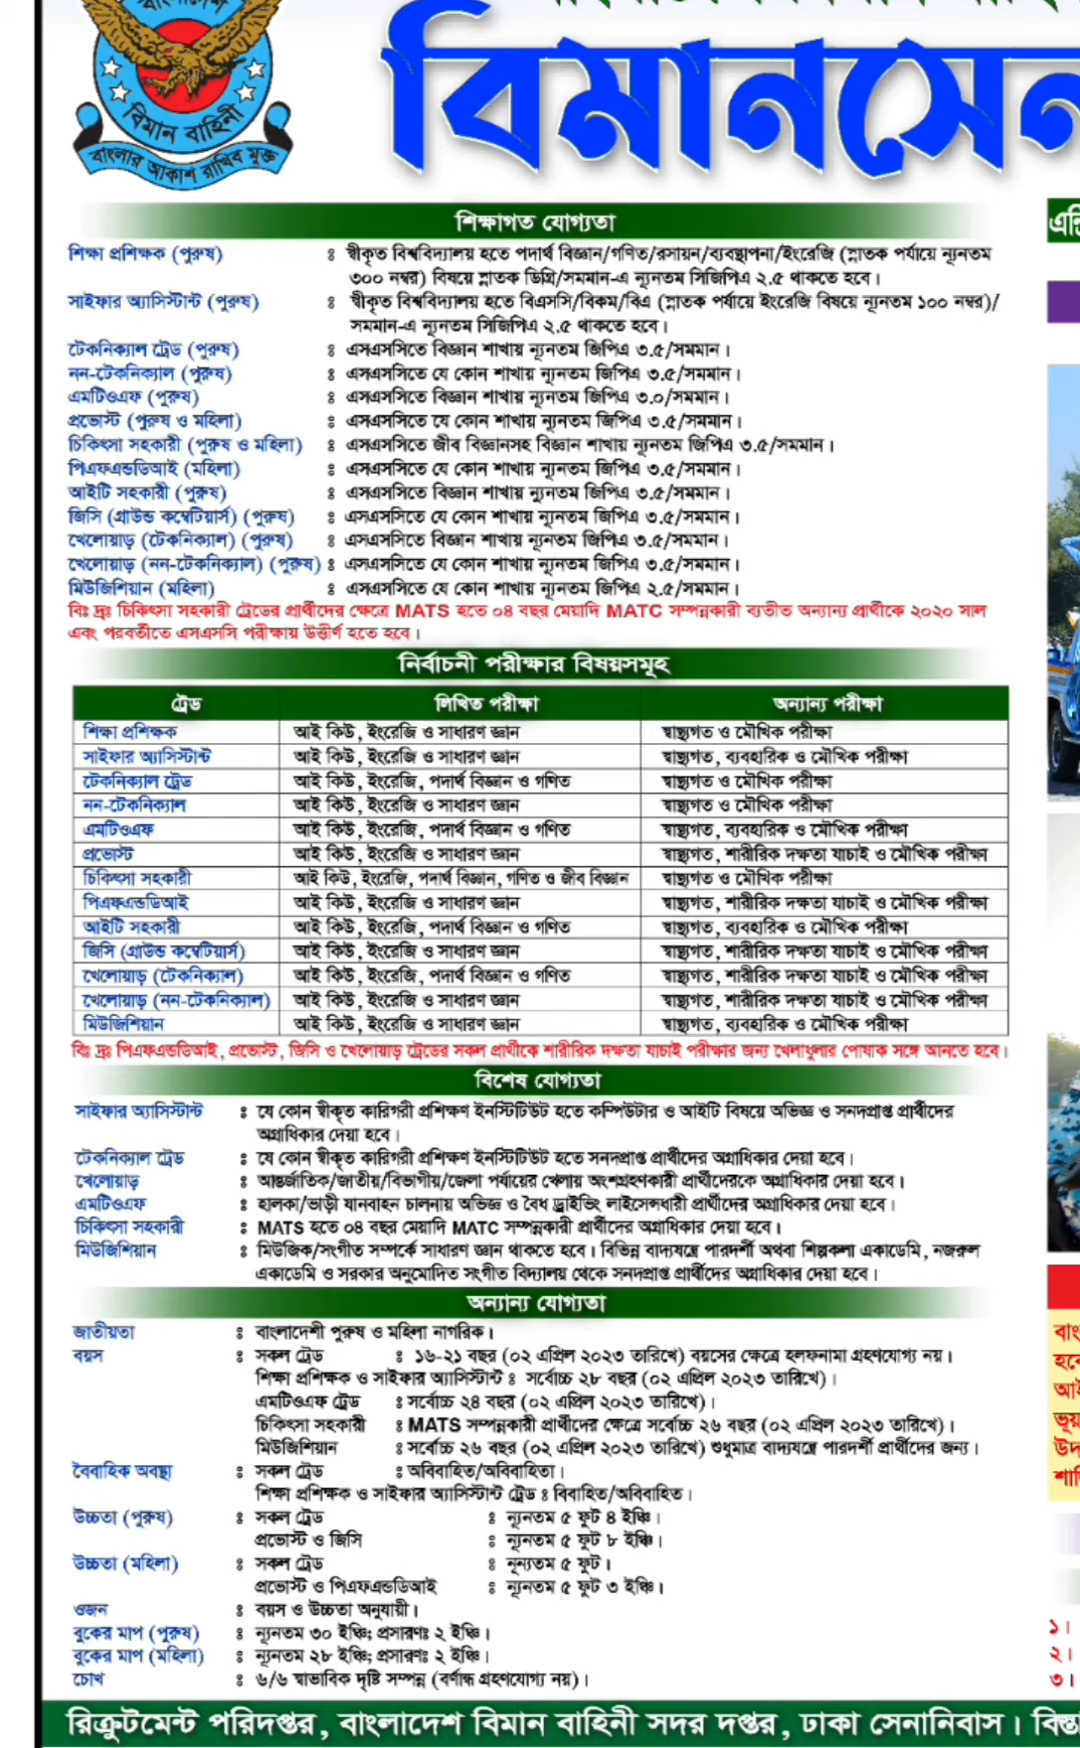 বাংলাদেশ
বিমান বাহিনী
বাংলার আকাশ রাখিব মুক্ত
বিমানসেন
শিক্ষাগত যোগ্যতা
শিক্ষা প্রশিক্ষক (পুরুষ) ঃ স্বীকৃত বিশ্ববিদ্যালয় হতে পদার্থ বিজ্ঞান/গণিত/রসায়ন/ব্যবস্থাপনা/ইংরেজি (স্নাতক পর্যায়ে ন্যূনতম
৩০০ নম্বর) বিষয়ে স্নাতক ডিগ্রি/সমমান-এ ন্যূনতম সিজিপিএ ২.৫ থাকতে হবে।
সাইফার অ্যাসিস্টান্ট (পুরুষ) ঃ স্বীকৃত বিশ্ববিদ্যালয় হতে বিএসসি/বিকম/বিএ (স্নাতক পর্যায়ে ইংরেজি বিষয়ে ন্যূনতম ১০০ নম্বর)/
সমমান-এ ন্যূনতম সিজিপিএ ২.৫ থাকতে হবে।
টেকনিক্যাল ট্রেড (পুরুষ) ঃ এসএসসিতে বিজ্ঞান শাখায় ন্যূনতম জিপিএ ৩.৫/সমমান।
নন-টেকনিক্যাল (পুরুষ) ঃ এসএসসিতে যে কোন শাখায় ন্যূনতম জিপিএ ৩.৫/সমমান।
এমটিওএফ (পুরুষ) ঃ এসএসসিতে বিজ্ঞান শাখায় ন্যূনতম জিপিএ ৩.০/সমমান।
প্রভোস্ট (পুরুষ ও মহিলা) ঃ এসএসসিতে যে কোন শাখায় ন্যূনতম জিপিএ ৩.৫/সমমান।
চিকিৎসা সহকারী (পুরুষ ও মহিলা) ঃ এসএসসিতে জীব বিজ্ঞানসহ বিজ্ঞান শাখায় ন্যূনতম জিপিএ ৩.৫/সমমান।
পিএফএন্ডডিআই (মহিলা) ঃ এসএসসিতে যে কোন শাখায় ন্যূনতম জিপিএ ৩.৫/সমমান।
আইটি সহকারী (পুরুষ) ঃ এসএসসিতে বিজ্ঞান শাখায় ন্যুনতম জিপিএ ৩.৫/সমমান।
জিসি (গ্রাউন্ড কম্বেটিয়ার্স) (পুরুষ) ঃ এসএসসিতে যে কোন শাখায় ন্যূনতম জিপিএ ৩.৫/সমমান।
খেলোয়াড় (টেকনিক্যাল) (পুরুষ) ঃ এসএসসিতে বিজ্ঞান শাখায় ন্যূনতম জিপিএ ৩.৫/সমমান।
খেলোয়াড় (নন-টেকনিক্যাল) (পুরুষ) ঃ এসএসসিতে যে কোন শাখায় ন্যূনতম জিপিএ ৩.৫/সমমান।
মিউজিশিয়ান (মহিলা) ঃ এসএসসিতে যে কোন শাখায় ন্যূনতম জিপিএ ২.৫/সমমান।
বিঃ দ্রঃ চিকিৎসা সহকারী ট্রেডের প্রার্থীদের ক্ষেত্রে MATS হতে ০৪ বছর মেয়াদি MATC সম্পন্নকারী ব্যতীত অন্যান্য প্রার্থীকে ২০২০ সাল
এবং পরবর্তীতে এসএসসি পরীক্ষায় উত্তীর্ণ হতে হবে।
নির্বাচনী পরীক্ষার বিষয়সমূহ
ট্রেড লিখিত পরীক্ষা অন্যান্য পরীক্ষা
শিক্ষা প্রশিক্ষক আই কিউ, ইংরেজি ও সাধারণ জ্ঞান স্বাস্থ্যগত ও মৌখিক পরীক্ষা
সাইফার অ্যাসিস্টান্ট আই কিউ, ইংরেজি ও সাধারণ জ্ঞান স্বাস্থ্যগত, ব্যবহারিক ও মৌখিক পরীক্ষা
টেকনিক্যাল ট্রেড আই কিউ, ইংরেজি, পদার্থ বিজ্ঞান ও গণিত স্বাস্থ্যগত ও মৌখিক পরীক্ষা
নন-টেকনিক্যাল আই কিউ, ইংরেজি ও সাধারণ জ্ঞান স্বাস্থ্যগত ও মৌখিক পরীক্ষা
এমটিওএফ আই কিউ, ইংরেজি, পদার্থ বিজ্ঞান ও গণিত স্বাস্থ্যগত, ব্যবহারিক ও মৌখিক পরীক্ষা
প্রভোস্ট আই কিউ, ইংরেজি ও সাধারণ জ্ঞান স্বাস্থ্যগত, শারীরিক দক্ষতা যাচাই ও মৌখিক পরীক্ষা
চিকিৎসা সহকারী আই কিউ, ইংরেজি, পদার্থ বিজ্ঞান, গণিত ও জীব বিজ্ঞান স্বাস্থ্যগত ও মৌখিক পরীক্ষা
পিএফএন্ডডিআই আই কিউ, ইংরেজি ও সাধারণ জ্ঞান স্বাস্থ্যগত, শারীরিক দক্ষতা যাচাই ও মৌখিক পরীক্ষা
আইটি সহকারী আই কিউ, ইংরেজি, পদার্থ বিজ্ঞান ও গণিত স্বাস্থ্যগত, ব্যবহারিক ও মৌখিক পরীক্ষা
জিসি (গ্রাউন্ড কম্বেটিয়ার্স) আই কিউ, ইংরেজি ও সাধারণ জ্ঞান স্বাস্থ্যগত, শারীরিক দক্ষতা যাচাই ও মৌখিক পরীক্ষা
খেলোয়াড় (টেকনিক্যাল) আই কিউ, ইংরেজি, পদার্থ বিজ্ঞান ও গণিত স্বাস্থ্যগত, শারীরিক দক্ষতা যাচাই ও মৌখিক পরীক্ষা
খেলোয়াড় (নন-টেকনিক্যাল) আই কিউ, ইংরেজি ও সাধারণ জ্ঞান স্বাস্থ্যগত, শারীরিক দক্ষতা যাচাই ও মৌখিক পরীক্ষা
মিউজিশিয়ান আই কিউ, ইংরেজি ও সাধারণ জ্ঞান স্বাস্থ্যগত, ব্যবহারিক ও মৌখিক পরীক্ষা
বিঃ দ্রঃ পিএফএন্ডডিআই, প্রভোস্ট, জিসি ও খেলোয়াড় ট্রেডের সকল প্রার্থীকে শারীরিক দক্ষতা যাচাই পরীক্ষার জন্য খেলাধুলার পোষাক সঙ্গে আনতে হবে।
বিশেষ যোগ্যতা
সাইফার অ্যাসিস্টান্ট ঃ যে কোন স্বীকৃত কারিগরী প্রশিক্ষণ ইনস্টিটিউট হতে কম্পিউটার ও আইটি বিষয়ে অভিজ্ঞ ও সনদপ্রাপ্ত প্রার্থীদের
অগ্রাধিকার দেয়া হবে।
টেকনিক্যাল ট্রেড ঃ যে কোন স্বীকৃত কারিগরী প্রশিক্ষণ ইনস্টিটিউট হতে সনদপ্রাপ্ত প্রার্থীদের অগ্রাধিকার দেয়া হবে।
খেলোয়াড় ঃ আন্তর্জাতিক/জাতীয়/বিভাগীয়/জেলা পর্যায়ের খেলায় অংশগ্রহণকারী প্রার্থীদেরকে অগ্রাধিকার দেয়া হবে।
এমটিওএফ ঃ হালকা/ভাড়ী যানবাহন চালনায় অভিজ্ঞ ও বৈধ ড্রাইভিং লাইসেন্সধারী প্রার্থীদের অগ্রাধিকার দেয়া হবে।
চিকিৎসা সহকারী ঃ MATS হতে ০৪ বছর মেয়াদি MATC সম্পন্নকারী প্রার্থীদের অগ্রাধিকার দেয়া হবে।
মিউজিশিয়ান ঃ মিউজিক/সংগীত সম্পর্কে সাধারণ জ্ঞান থাকতে হবে। বিভিন্ন বাদ্যযন্ত্রে পারদর্শী অথবা শিল্পকলা একাডেমি, নজরুল
একাডেমি ও সরকার অনুমোদিত সংগীত বিদ্যালয় থেকে সনদপ্রাপ্ত প্রার্থীদের অগ্রাধিকার দেয়া হবে।
অন্যান্য যোগ্যতা
জাতীয়তা ঃ বাংলাদেশী পুরুষ ও মহিলা নাগরিক।
বয়স ঃ সকল ট্রেড ঃ ১৬-২১ বছর (০২ এপ্রিল ২০২৩ তারিখে) বয়সের ক্ষেত্রে হলফনামা গ্রহণযোগ্য নয়।
শিক্ষা প্রশিক্ষক ও সাইফার অ্যাসিস্টান্ট ঃ সর্বোচ্চ ২৮ বছর (০২ এপ্রিল ২০২৩ তারিখে)।
এমটিওএফ ট্রেড ঃ সর্বোচ্চ ২৪ বছর (০২ এপ্রিল ২০২৩ তারিখে)।
চিকিৎসা সহকারী ঃ MATS সম্পন্নকারী প্রার্থীদের ক্ষেত্রে সর্বোচ্চ ২৬ বছর (০২ এপ্রিল ২০২৩ তারিখে)।
মিউজিশিয়ান ঃ সর্বোচ্চ ২৬ বছর (০২ এপ্রিল ২০২৩ তারিখে) শুধুমাত্র বাদ্যযন্ত্রে পারদর্শী প্রার্থীদের জন্য।
বৈবাহিক অবস্থা ঃ সকল ট্রেড ঃ অবিবাহিত/অবিবাহিতা।
শিক্ষা প্রশিক্ষক ও সাইফার অ্যাসিস্টান্ট ট্রেড ঃ বিবাহিত/অবিবাহিত।
উচ্চতা (পুরুষ) ঃ সকল ট্রেড ঃ ন্যূনতম ৫ ফুট ৪ ইঞ্চি।
প্রভোস্ট ও জিসি ঃ ন্যূনতম ৫ ফুট ৮ ইঞ্চি।
উচ্চতা (মহিলা) ঃ সকল ট্রেড ঃ নূন্যতম ৫ ফুট।
প্রভোস্ট ও পিএফএন্ডডিআই ঃ ন্যূনতম ৫ ফুট ৩ ইঞ্চি।
ওজন ঃ বয়স ও উচ্চতা অনুযায়ী।
বুকের মাপ (পুরুষ) ঃ ন্যূনতম ৩০ ইঞ্চি; প্রসারণঃ ২ ইঞ্চি।
বুকের মাপ (মহিলা) ঃ ন্যূনতম ২৮ ইঞ্চি; প্রসারণঃ ২ ইঞ্চি।
চোখ ঃ ৬/৬ স্বাভাবিক দৃষ্টি সম্পন্ন (বর্ণান্ধ গ্রহণযোগ্য নয়)।
১।
২।
৩।
রিক্রুটমেন্ট পরিদপ্তর, বাংলাদেশ বিমান বাহিনী সদর দপ্তর, ঢাকা সেনানিবাস।